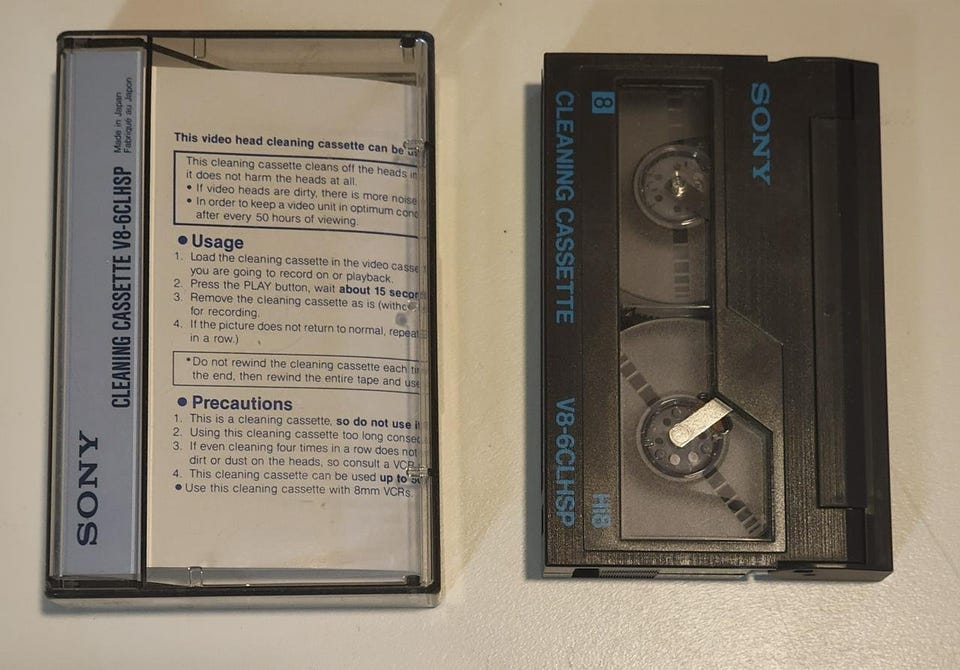 SONY
CLEANING CASSETTE V8-6CLHSP
Made in Japan
Fabriqué au Japon
This video head cleaning cassette can be
This cleaning cassette cleans off the heads
it does not harm the heads at all.
• If video heads are dirty, there is more noise
• In order to keep a video unit in optimum
after every 50 hours of viewing.
● Usage
1. Load the cleaning cassette in the video
you are going to record on or playback.
2. Press the PLAY button, wait about 15
3. Remove the cleaning cassette as is
for recording.
4. If the picture does not return to normal, repeat
in a row.)
• Do not rewind the cleaning cassette each
the end, then rewind the entire tape and
● Precautions
1. This is a cleaning cassette, so do not use
2. Using this cleaning cassette too long
3. If even cleaning four times in a row does not
dirt or dust on the heads, so consult a VCR
4. This cleaning cassette can be used up to
● Use this cleaning cassette with 8mm VCRs.
SONY
8
CLEANING CASSETTE
V8-6CLHSP
Hi8